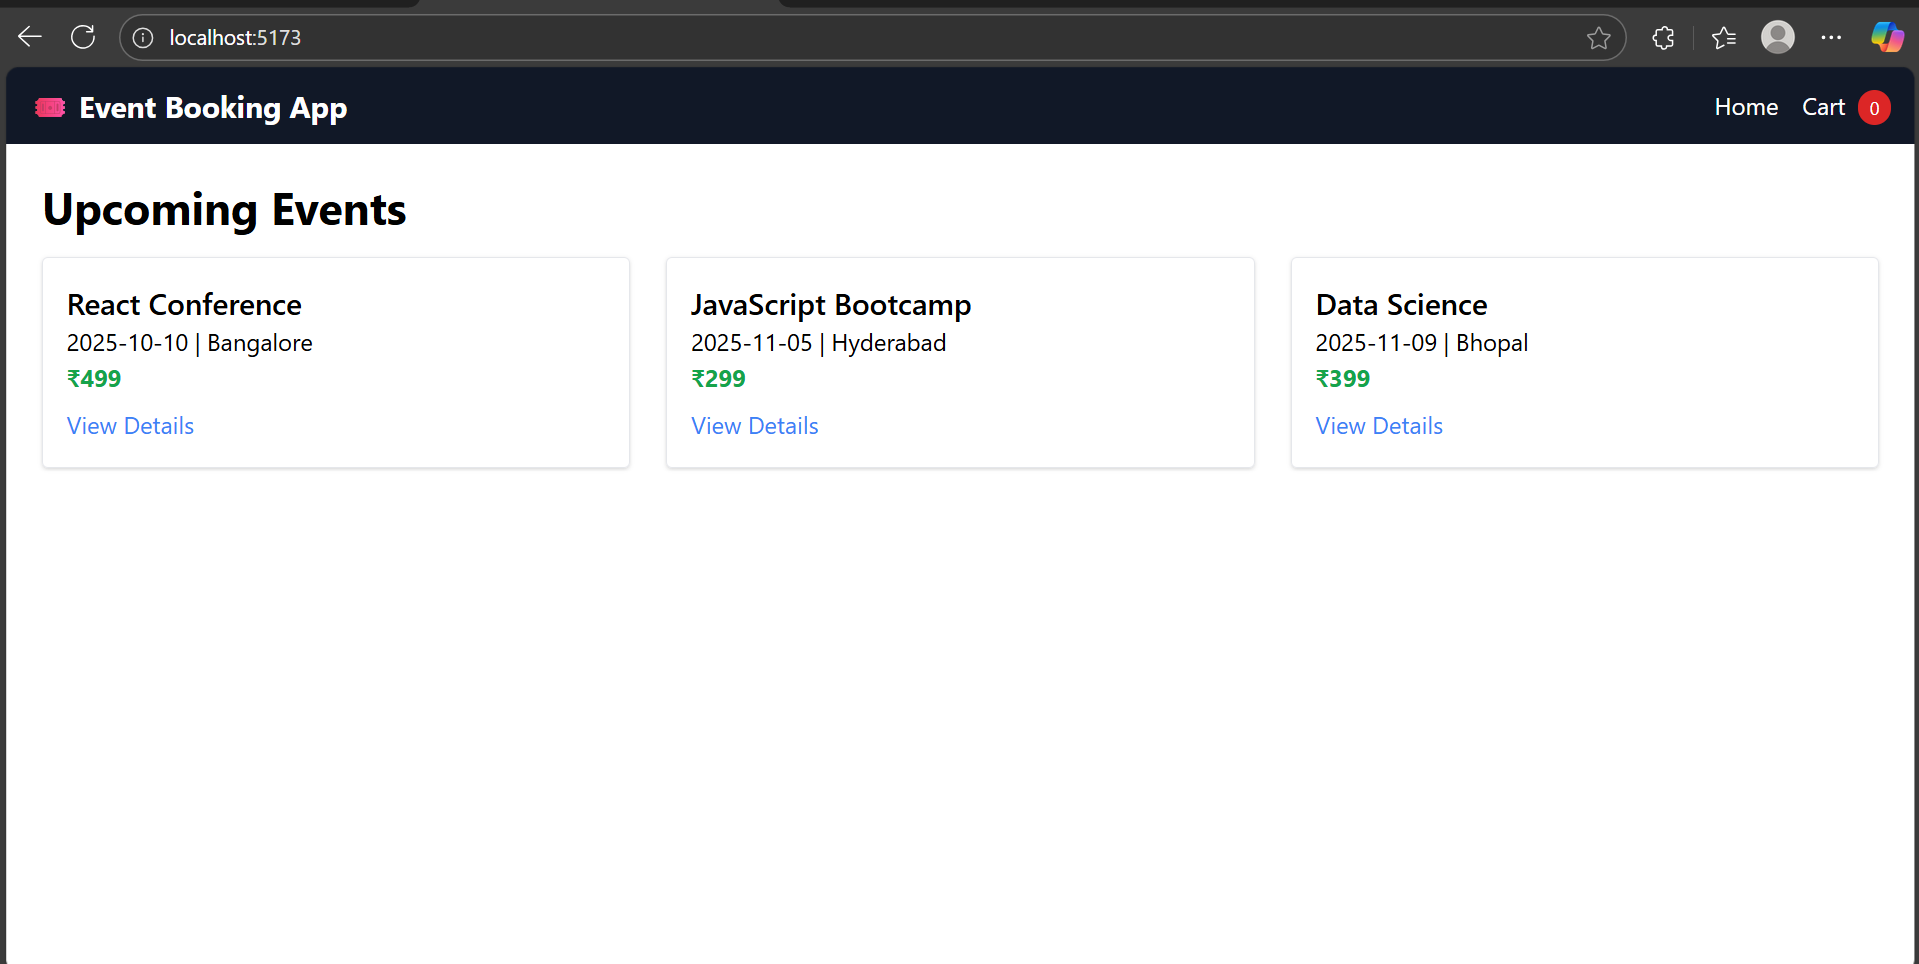 localhost:5173
Event Booking App
Home Cart 0
Upcoming Events
React Conference
2025-10-10 | Bangalore
₹499
View Details
JavaScript Bootcamp
2025-11-05 | Hyderabad
₹299
View Details
Data Science
2025-11-09 | Bhopal
₹399
View Details